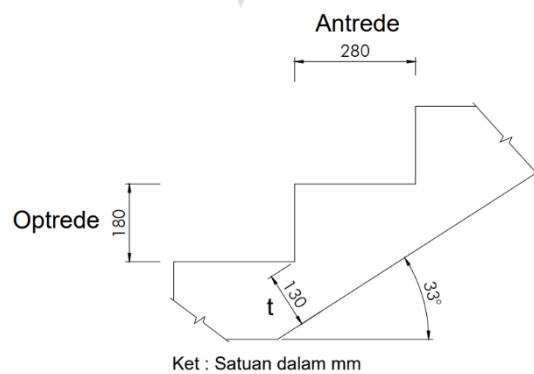 Antrede
280
Optrede
180
130
t
33°
Ket : Satuan dalam mm